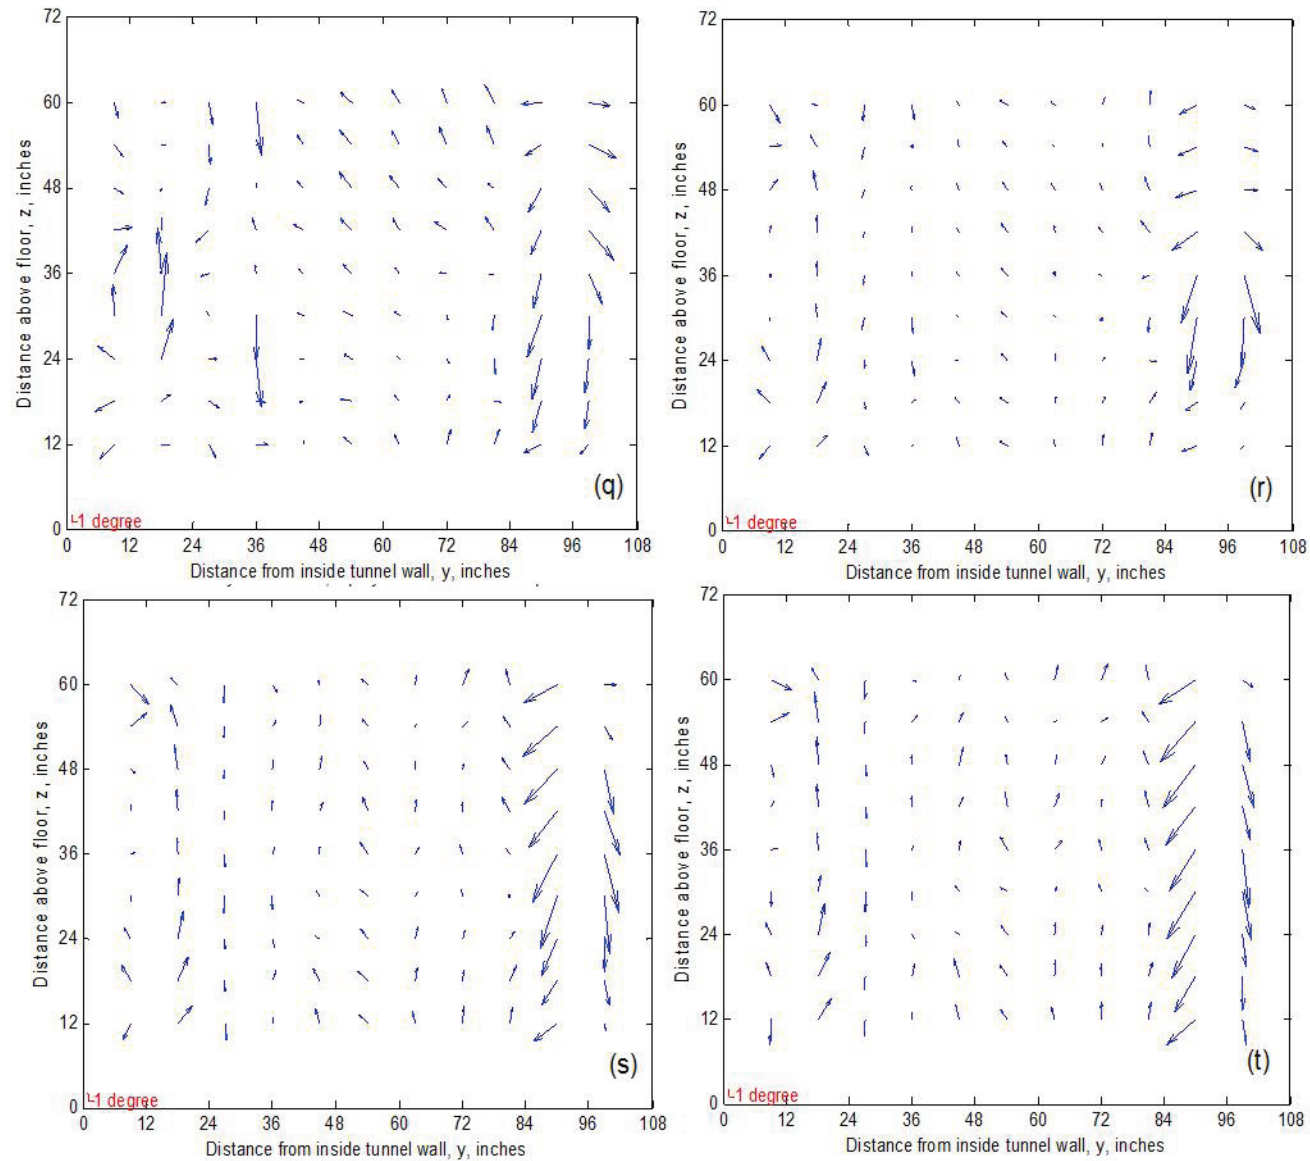 72
60
48
36
24
12
0
Distance above floor, z, inches
(q)
1 degree
0 12 24 36 48 60 72 84 96 108
Distance from inside tunnel wall, y, inches
72
60
48
36
24
12
0
Distance above floor, z, inches
(r)
1 degree
0 12 24 36 48 60 72 84 96 108
Distance from inside tunnel wall, y, inches
72
60
48
36
24
12
0
Distance above floor, z, inches
(s)
1 degree
0 12 24 36 48 60 72 84 96 108
Distance from inside tunnel wall, y, inches
72
60
48
36
24
12
0
Distance above floor, z, inches
(t)
1 degree
0 12 24 36 48 60 72 84 96 108
Distance from inside tunnel wall, y, inches